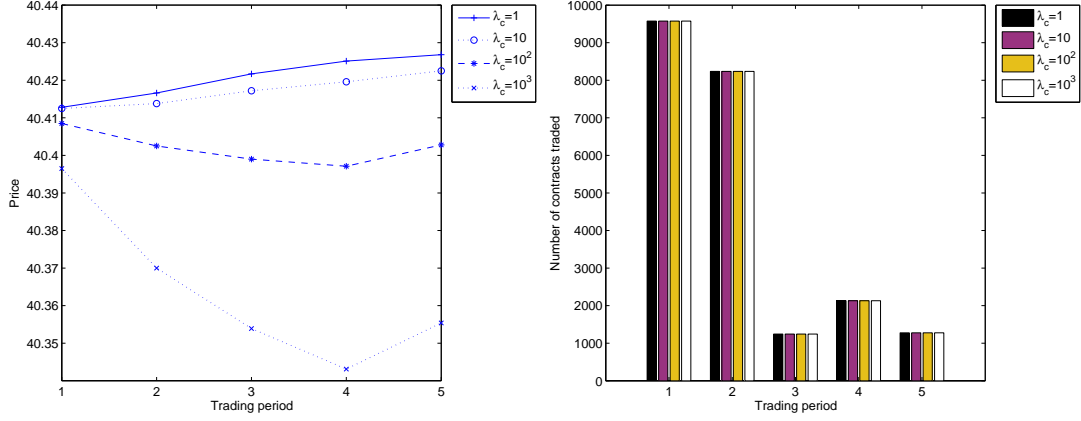 40.44
40.43
40.42
40.41
40.4
40.39
40.38
40.37
40.36
40.35
Price
1 2 3 4 5
Trading period
λc=1
λc=10
λc=10²
λc=10³
10000
9000
8000
7000
6000
5000
4000
3000
2000
1000
0
Number of contracts traded
1 2 3 4 5
Trading period
λc=1
λc=10
λc=10²
λc=10³